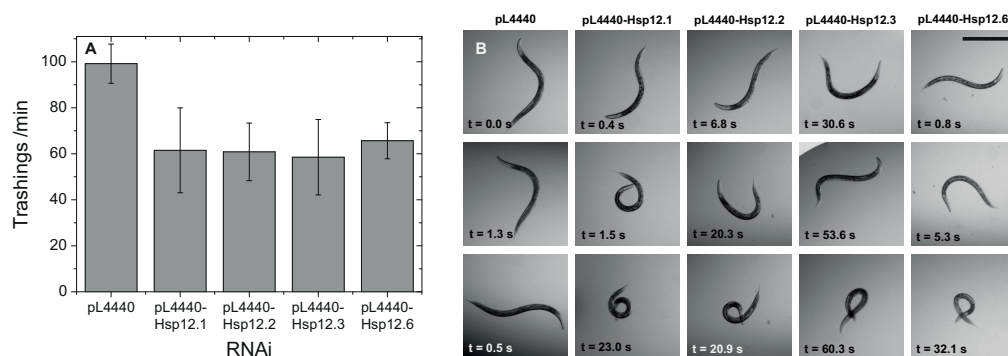 A
100
80
60
40
20
0
Trashings /min
pL4440
pL4440-
Hsp12.1
pL4440-
Hsp12.2
pL4440-
Hsp12.3
pL4440-
Hsp12.6
RNAi
pL4440
pL4440-Hsp12.1
pL4440-Hsp12.2
pL4440-Hsp12.3
pL4440-Hsp12.6
B
t = 0.0 s
t = 0.4 s
t = 6.8 s
t = 30.6 s
t = 0.8 s
t = 1.3 s
t = 1.5 s
t = 20.3 s
t = 53.6 s
t = 5.3 s
t = 0.5 s
t = 23.0 s
t = 20.9 s
t = 60.3 s
t = 32.1 s